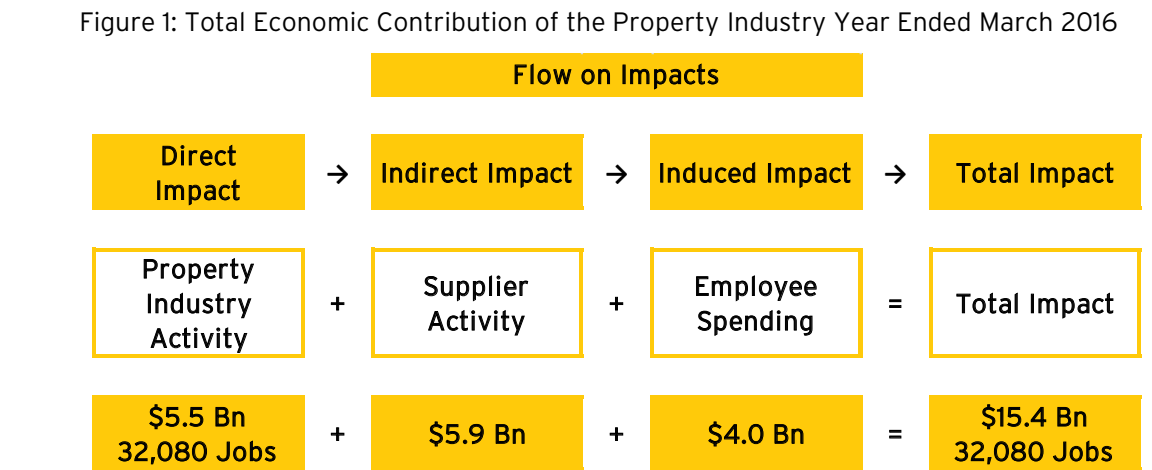 Figure 1: Total Economic Contribution of the Property Industry Year Ended March 2016
Flow on Impacts
Direct
Impact
→
Indirect Impact
→
Induced Impact
→
Total Impact
Property
Industry
Activity
+
Supplier
Activity
+
Employee
Spending
=
Total Impact
$5.5 Bn
32,080 Jobs
+
$5.9 Bn
+
$4.0 Bn
=
$15.4 Bn
32,080 Jobs